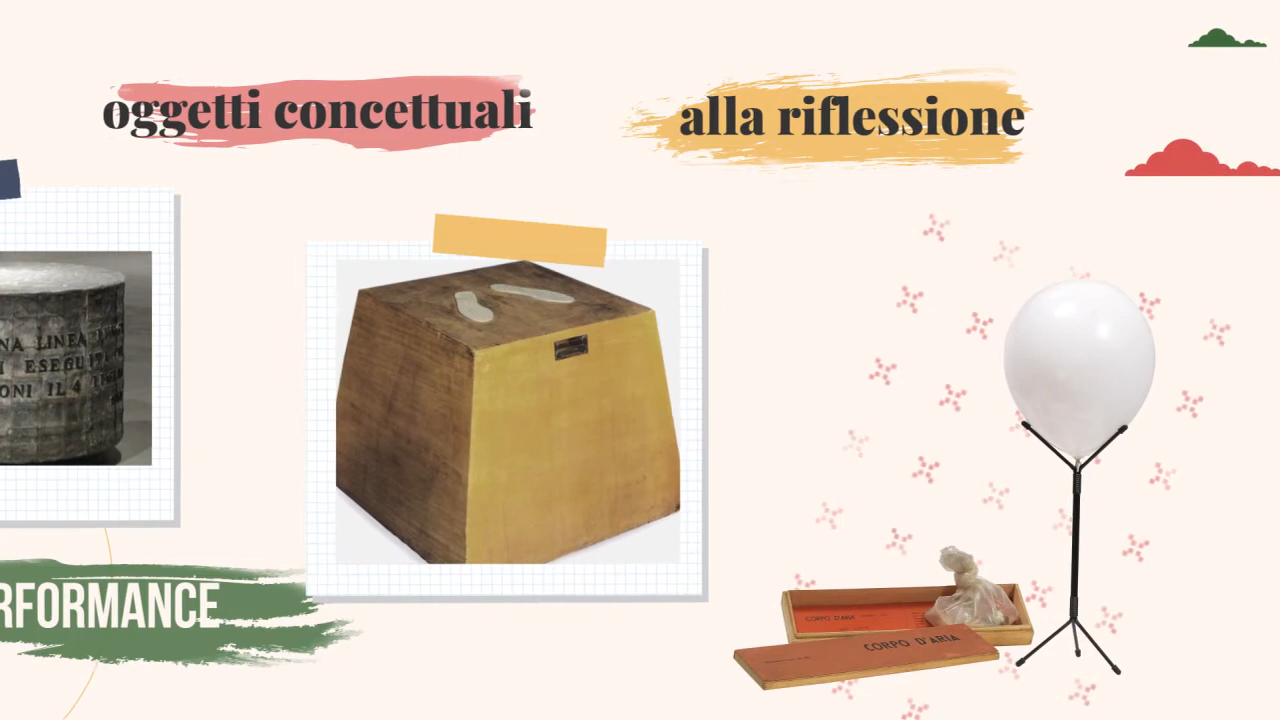 oggetti concettuali
alla riflessione
NA LINEA
ESEGUI
ONI IL 4
RFORMANCE
CORPO D'ARIA
CORPO D'ARIA